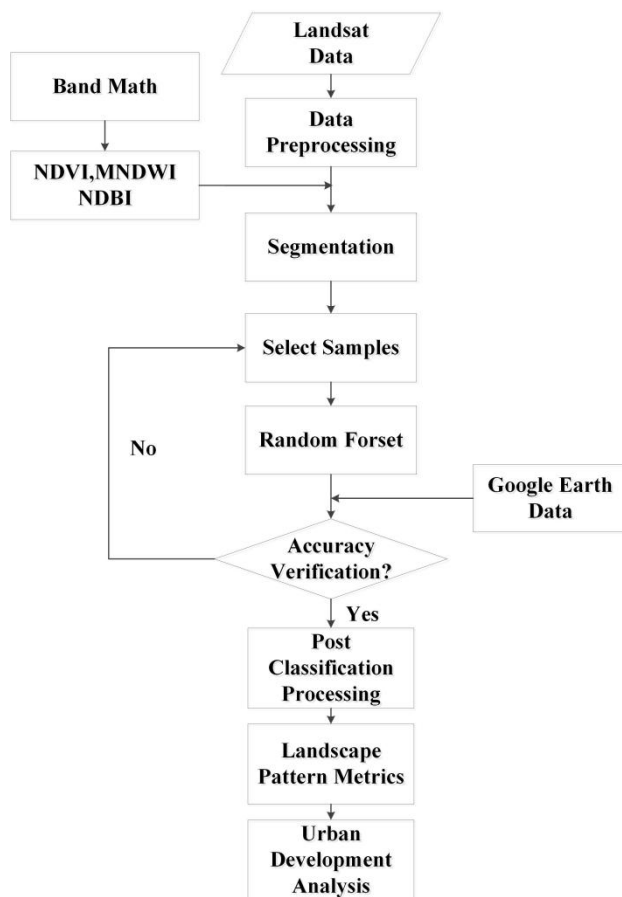 Landsat
Data
Band Math
Data
Preprocessing
NDVI,MNDWI
NDBI
Segmentation
Select Samples
Random Forset
No
Google Earth
Data
Accuracy
Verification?
Yes
Post
Classification
Processing
Landscape
Pattern Metrics
Urban
Development
Analysis